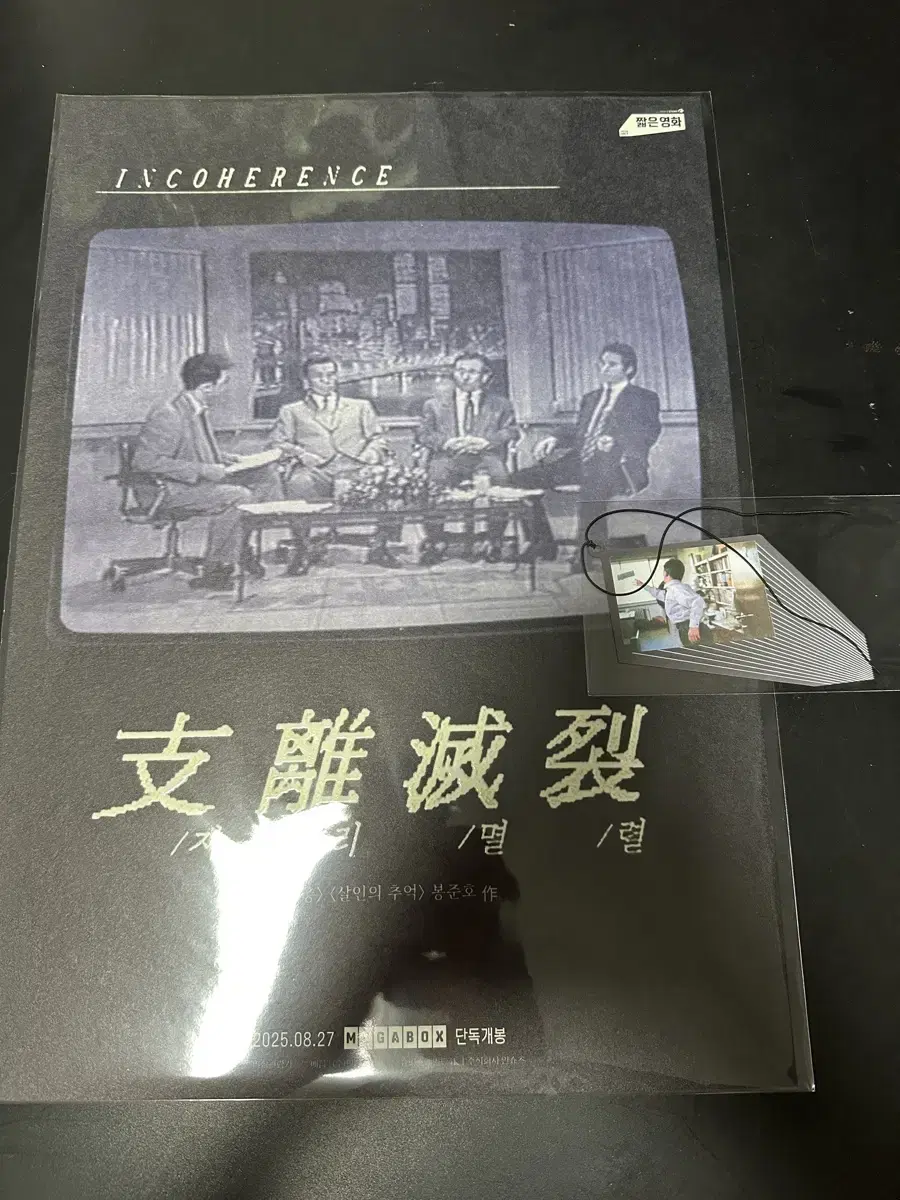 짧은영화
INCOHERENCE
支離滅裂
/지 리 /멸 /렬
〈살인의 추억〉 봉준호 作
2025.08.27 MEGABOX 단독개봉